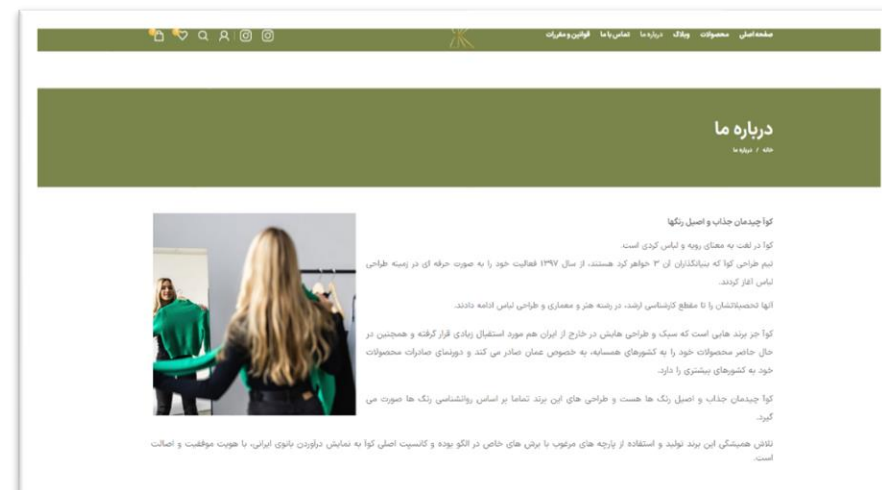 صفحه اصلی محصولات وبلاگ درباره ما تماس با ما قوانین و مقررات
درباره ما
خانه / درباره ما
کوآ چیدمان جذاب و اصیل رنگها
کوآ در لغت به معنای رویه و لباس کردی است.
تیم طراحی کوآ که بنیانگذاران آن ۳ خواهر کرد هستند، از سال ۱۳۹۷ فعالیت خود را به صورت حرفه ای در زمینه طراحی
لباس آغاز کردند.
آنها تحصیلاتشان را تا مقطع کارشناسی ارشد، در رشته هنر و معماری و طراحی لباس ادامه دادند.
کوآ جز برند هایی است که سبک و طراحی هایش در خارج از ایران هم مورد استقبال زیادی قرار گرفته و همچنین در
حال حاضر محصولات خود را به کشورهای همسایه، به خصوص عمان صادر می کند و دورنمای صادرات محصولات
خود به کشورهای بیشتری را دارد.
کوآ چیدمان جذاب و اصیل رنگ ها هست و طراحی های این برند تماما بر اساس روانشناسی رنگ ها صورت می
گیرد.
تلاش همیشگی این برند تولید و استفاده از پارچه های مرغوب با برش های خاص در الگو بوده و کانسپت اصلی کوآ به نمایش درآوردن بانوی ایرانی، با هویت موفقیت و اصالت
است.